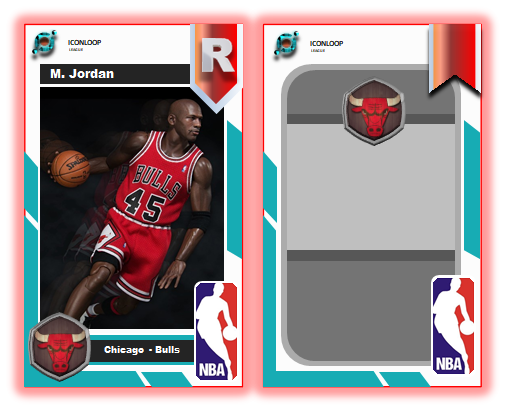 ICONLOOP
LEAGUE
R
M. Jordan
BULLS
45
Chicago - Bulls
NBA
ICONLOOP
LEAGUE
NBA